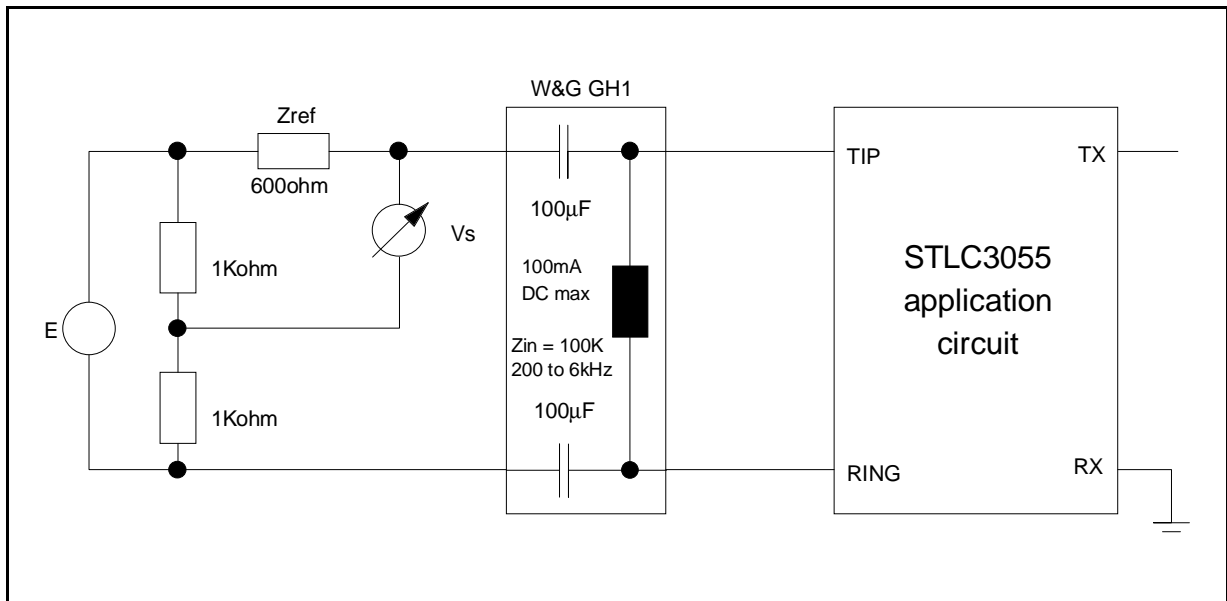 W&G GH1
Zref
600ohm
100μF
TIP
TX
Vs
1Kohm
100mA
DC max
STLC3055
application
circuit
E
Zin = 100K
200 to 6kHz
1Kohm
100μF
RING
RX